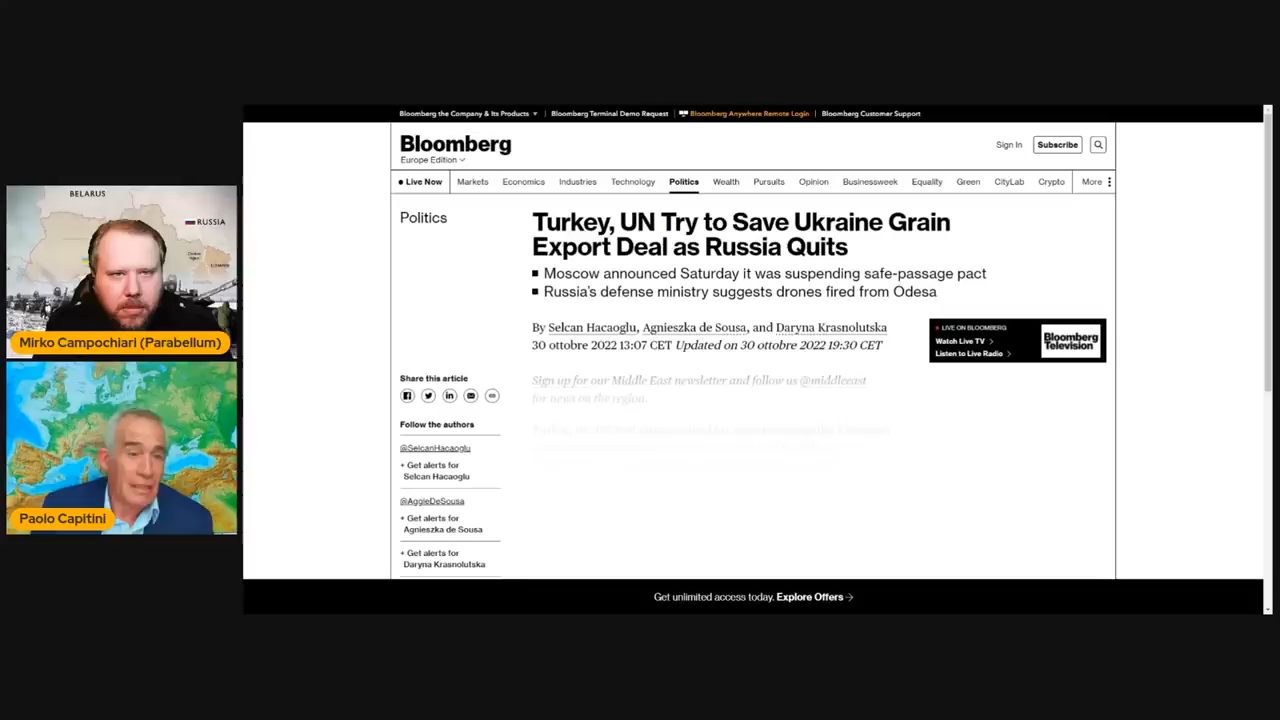 BELARUS
RUSSIA
Mirko Campochiari (Parabellum)
Paolo Capitini
Bloomberg the Company & Its Products
Bloomberg Terminal Demo Request
Bloomberg Anywhere Remote Login
Bloomberg Customer Support
Bloomberg
Europe Edition
Sign In
Subscribe
Live Now
Markets
Economics
Industries
Technology
Politics
Wealth
Pursuits
Opinion
Businessweek
Equality
Green
CityLab
Crypto
More
Politics
Turkey, UN Try to Save Ukraine Grain
Export Deal as Russia Quits
Moscow announced Saturday it was suspending safe-passage pact
Russia's defense ministry suggests drones fired from Odesa
By Selcan Hacaoglu, Agnieszka de Sousa, and Daryna Krasnolutska
30 ottobre 2022 13:07 CET Updated on 30 ottobre 2022 19:30 CET
LIVE ON BLOOMBERG
Watch Live TV
Listen to Live Radio
Bloomberg
Television
Sign up for our Middle East newsletter and follow us @middleeast
for news on the region.
Share this article
Follow the authors
@SelcanHacaoglu
+ Get alerts for
Selcan Hacaoglu
@AggieDeSousa
+ Get alerts for
Agnieszka de Sousa
+ Get alerts for
Daryna Krasnolutska
Get unlimited access today. Explore Offers